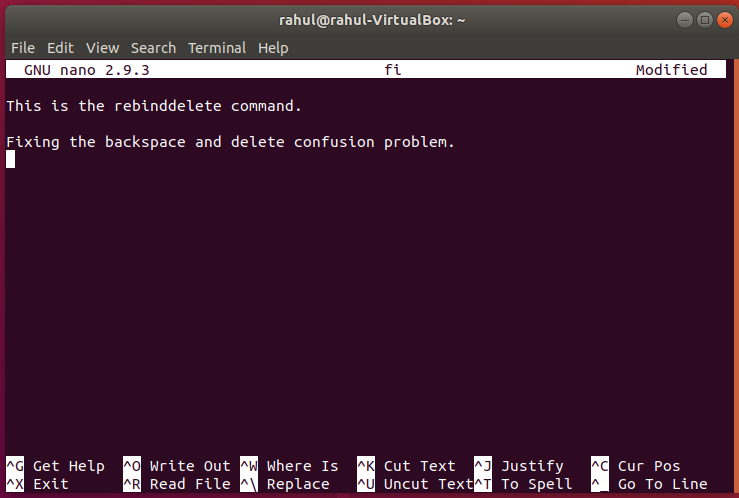 rahul@rahul-VirtualBox: ~
File Edit View Search Terminal Help
GNU nano 2.9.3 fi Modified
This is the rebinddelete command.
Fixing the backspace and delete confusion problem.
^G Get Help ^O Write Out ^W Where Is ^K Cut Text ^J Justify ^C Cur Pos
^X Exit ^R Read File ^\ Replace ^U Uncut Text^T To Spell ^_ Go To Line